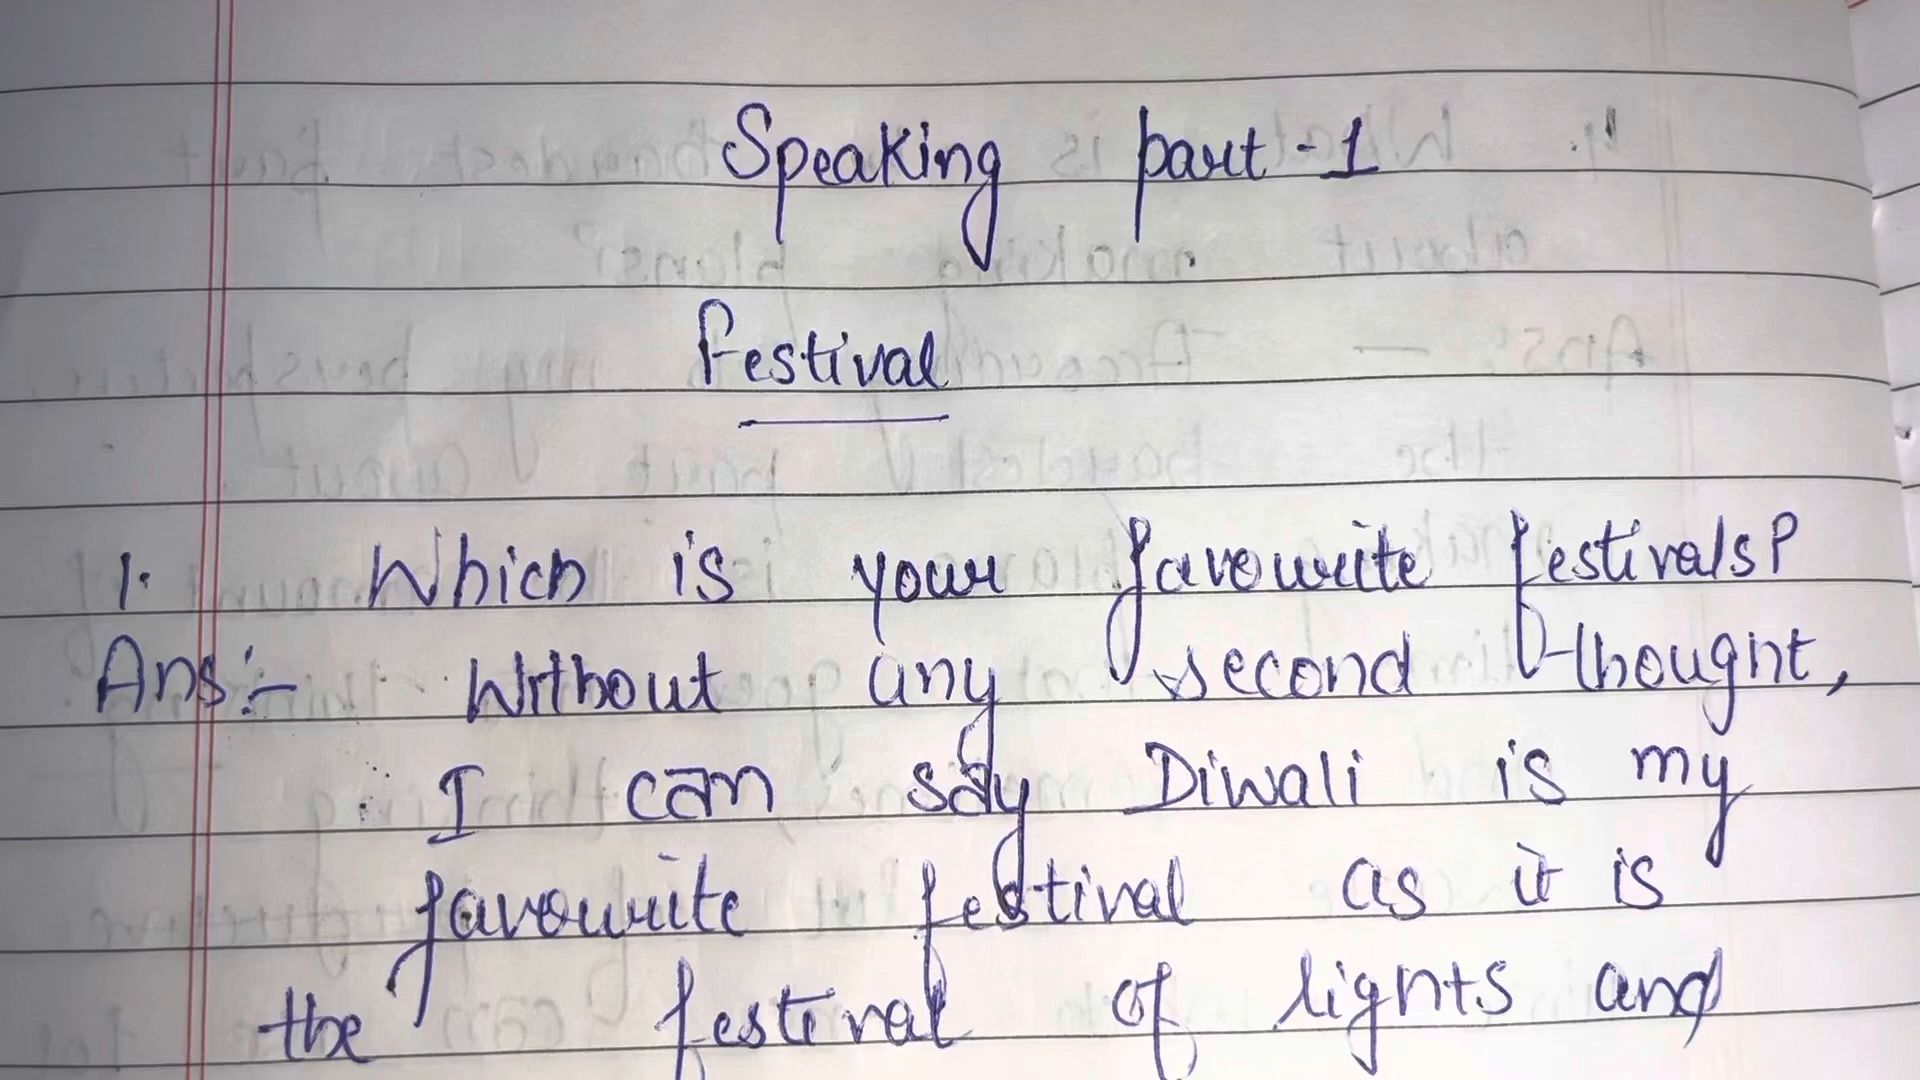 Speaking part - 1
Festival
1. Which is your favourite festivals?
Ans:- Without any second thought,
I can say Diwali is my
favourite festival as it is
the festival of lights and